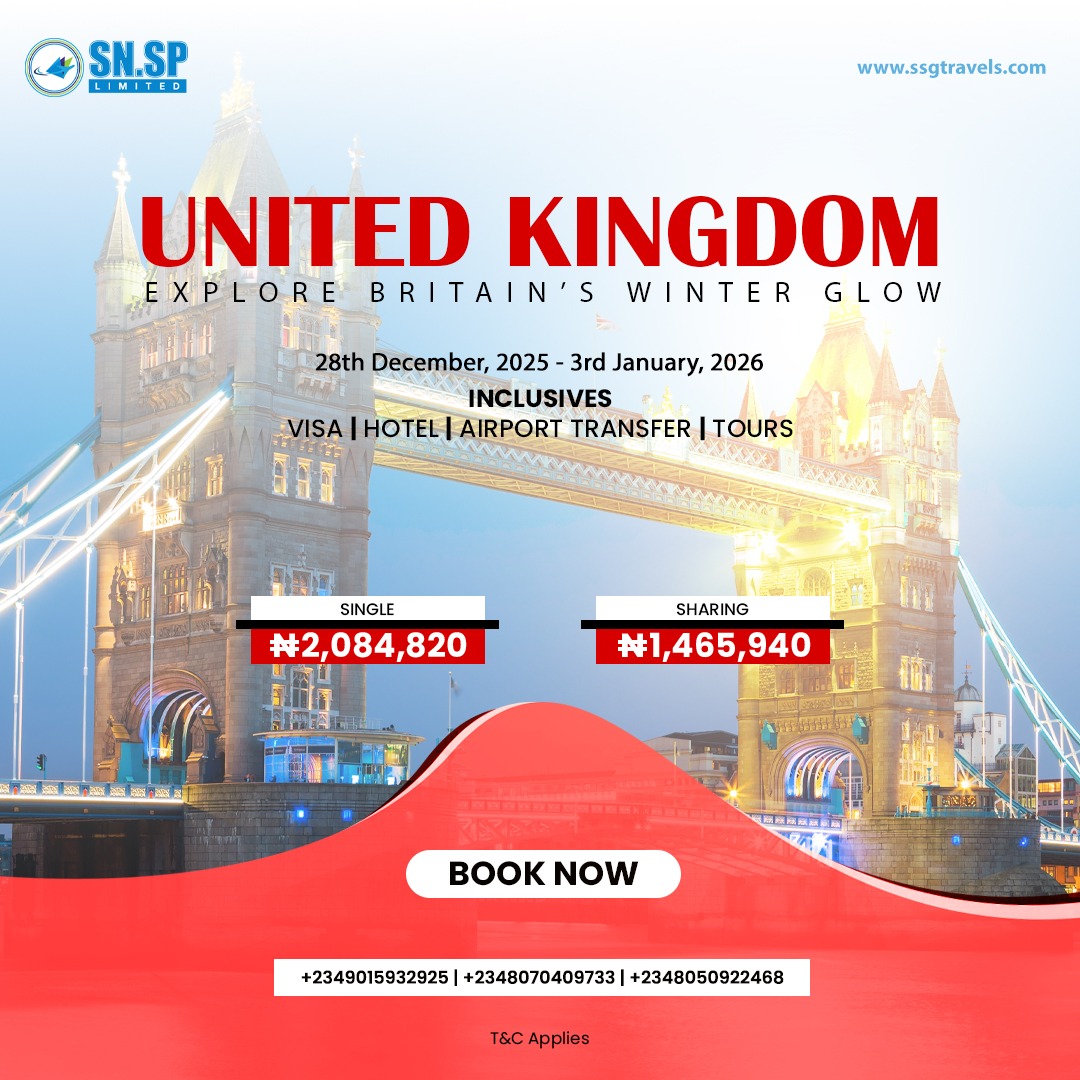 SN.SP
LIMITED
www.ssgtravels.com
UNITED KINGDOM
EXPLORE BRITAIN'S WINTER GLOW
28th December, 2025 - 3rd January, 2026
INCLUSIVES
VISA | HOTEL | AIRPORT TRANSFER | TOURS
SINGLE
₦2,084,820
SHARING
₦1,465,940
BOOK NOW
+2349015932925 | +2348070409733 | +2348050922468
T&C Applies